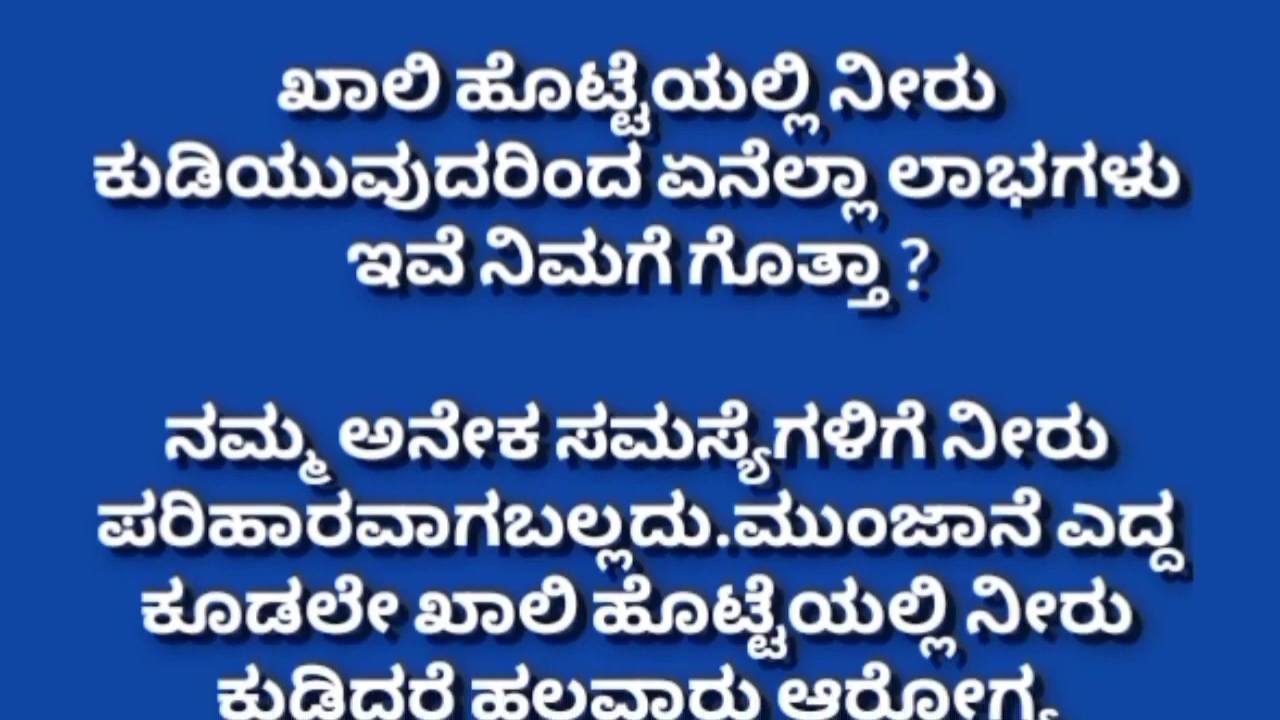 ಖಾಲಿ ಹೊಟ್ಟೆಯಲ್ಲಿ ನೀರು
ಕುಡಿಯುವುದರಿಂದ ಏನೆಲ್ಲಾ ಲಾಭಗಳು
ಇವೆ ನಿಮಗೆ ಗೊತ್ತಾ ?
ನಮ್ಮ ಅನೇಕ ಸಮಸ್ಯೆಗಳಿಗೆ ನೀರು
ಪರಿಹಾರವಾಗಬಲ್ಲದು.ಮುಂಜಾನೆ ಎದ್ದ
ಕೂಡಲೇ ಖಾಲಿ ಹೊಟ್ಟೆಯಲ್ಲಿ ನೀರು
ಕುಡಿದರೆ ಹಲವಾರು ಆರೋಗ್ಯ